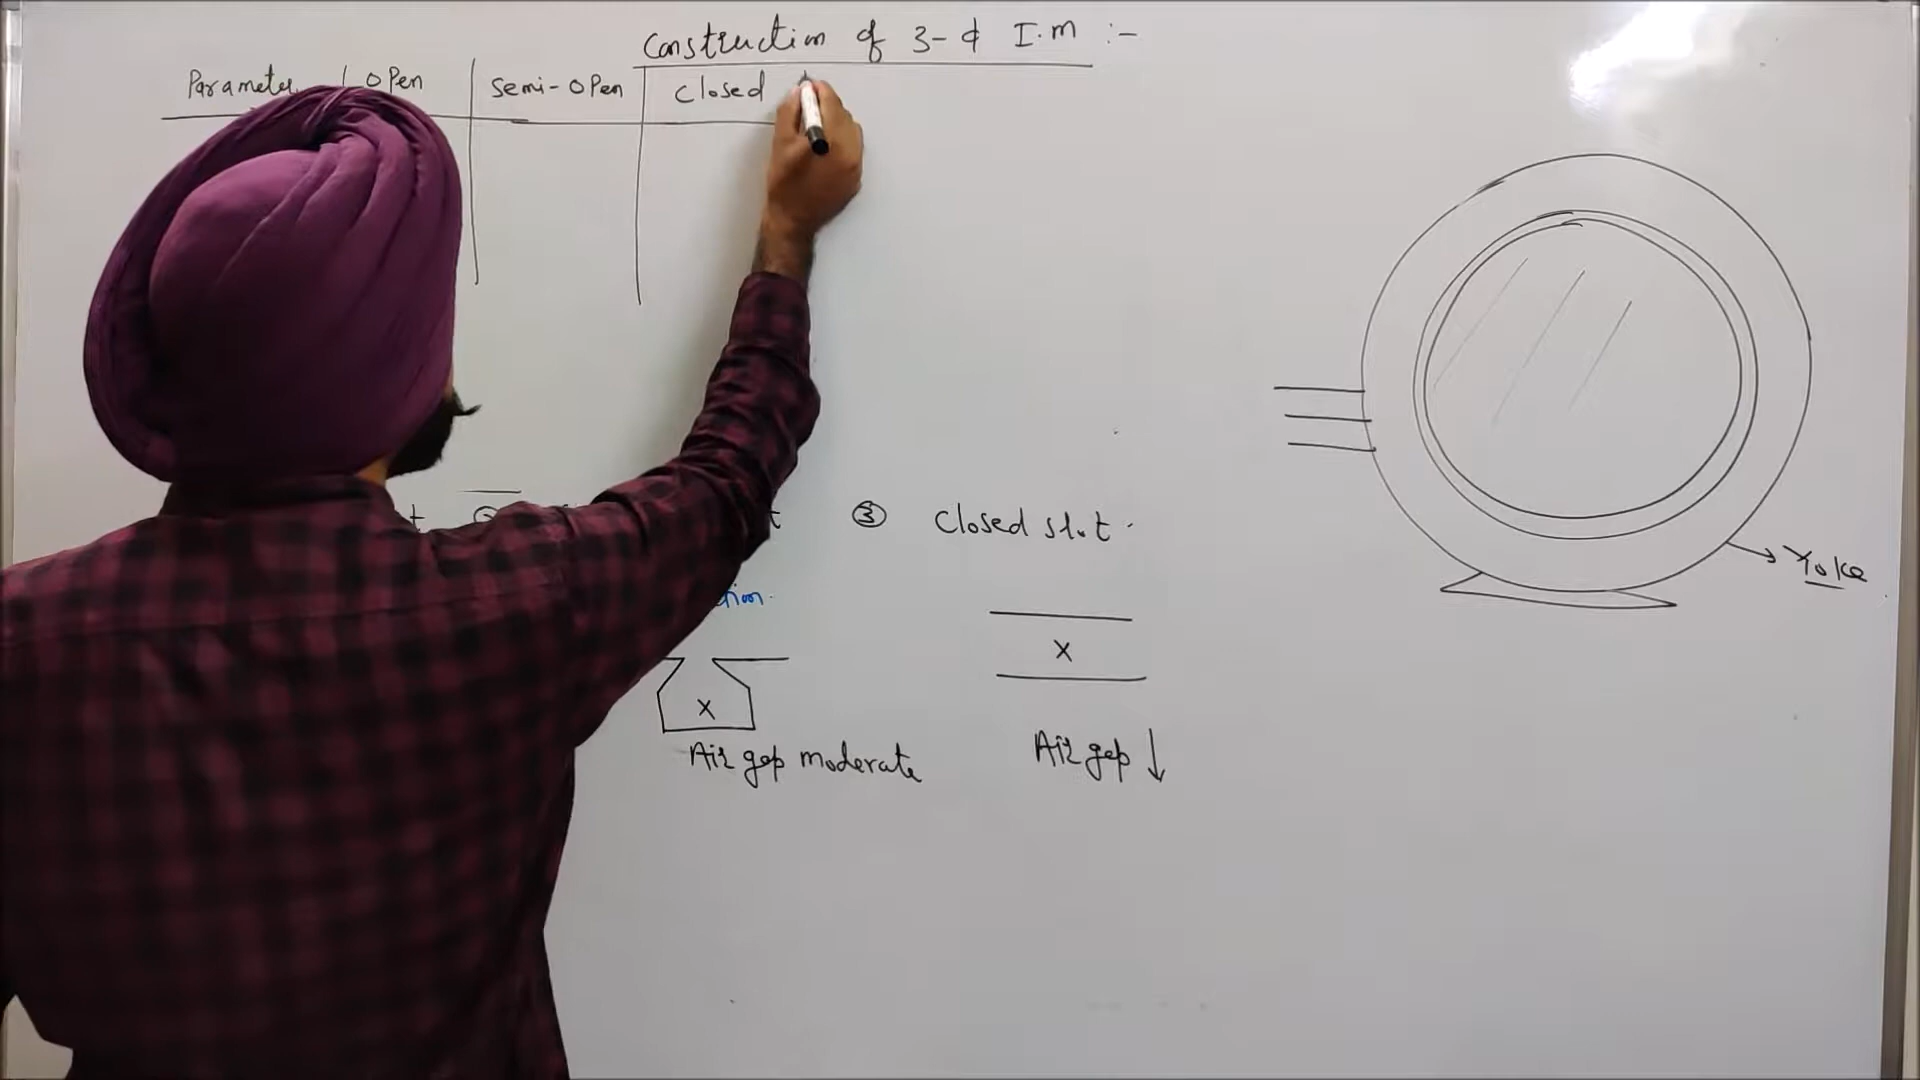 Construction of 3-ϕ I.m :-
Parameter open Semi-open Closed
③ Closed slot.
X
X
Air gap moderate
Air gap ↓
Yoke